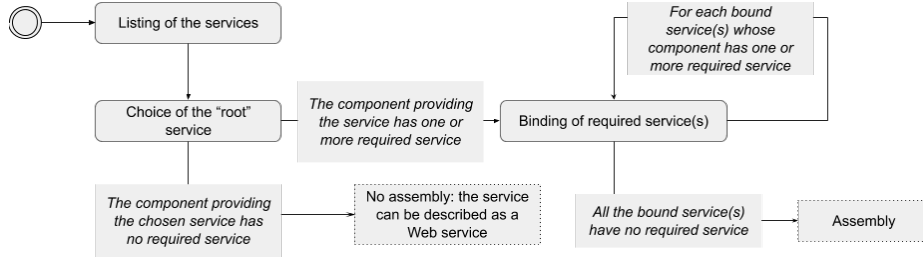 Listing of the services
For each bound
service(s) whose
component has one or
more required service
Choice of the “root”
service
The component providing
the service has one or
more required service
Binding of required service(s)
The component providing
the chosen service has
no required service
No assembly: the service
can be described as a
Web service
All the bound service(s)
have no required service
Assembly